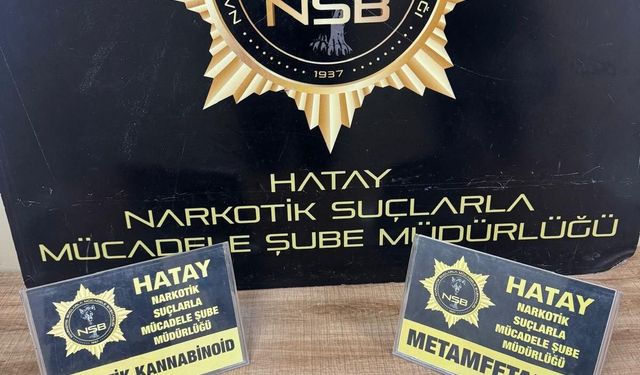 NSB
1937
HATAY
NARKOTİK SUÇLARLA
MÜCADELE ŞUBE MÜDÜRLÜĞÜ
HATAY
NARKOTİK
SUÇLARLA
MÜCADELE ŞUBE
MÜDÜRLÜĞÜ
NSB
KANNABİNOİD
HATAY
NARKOTİK
SUÇLARLA
MÜCADELE ŞUBE
MÜDÜRLÜĞÜ
NSB